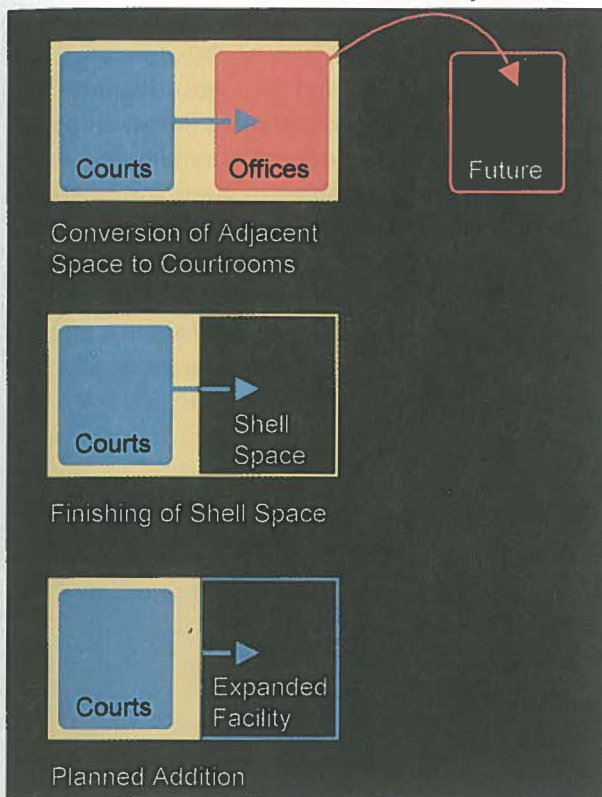 Courts Offices Future
Conversion of Adjacent
Space to Courtrooms
Courts
Shell
Space
Finishing of Shell Space
Courts
Expanded
Facility
Planned Addition